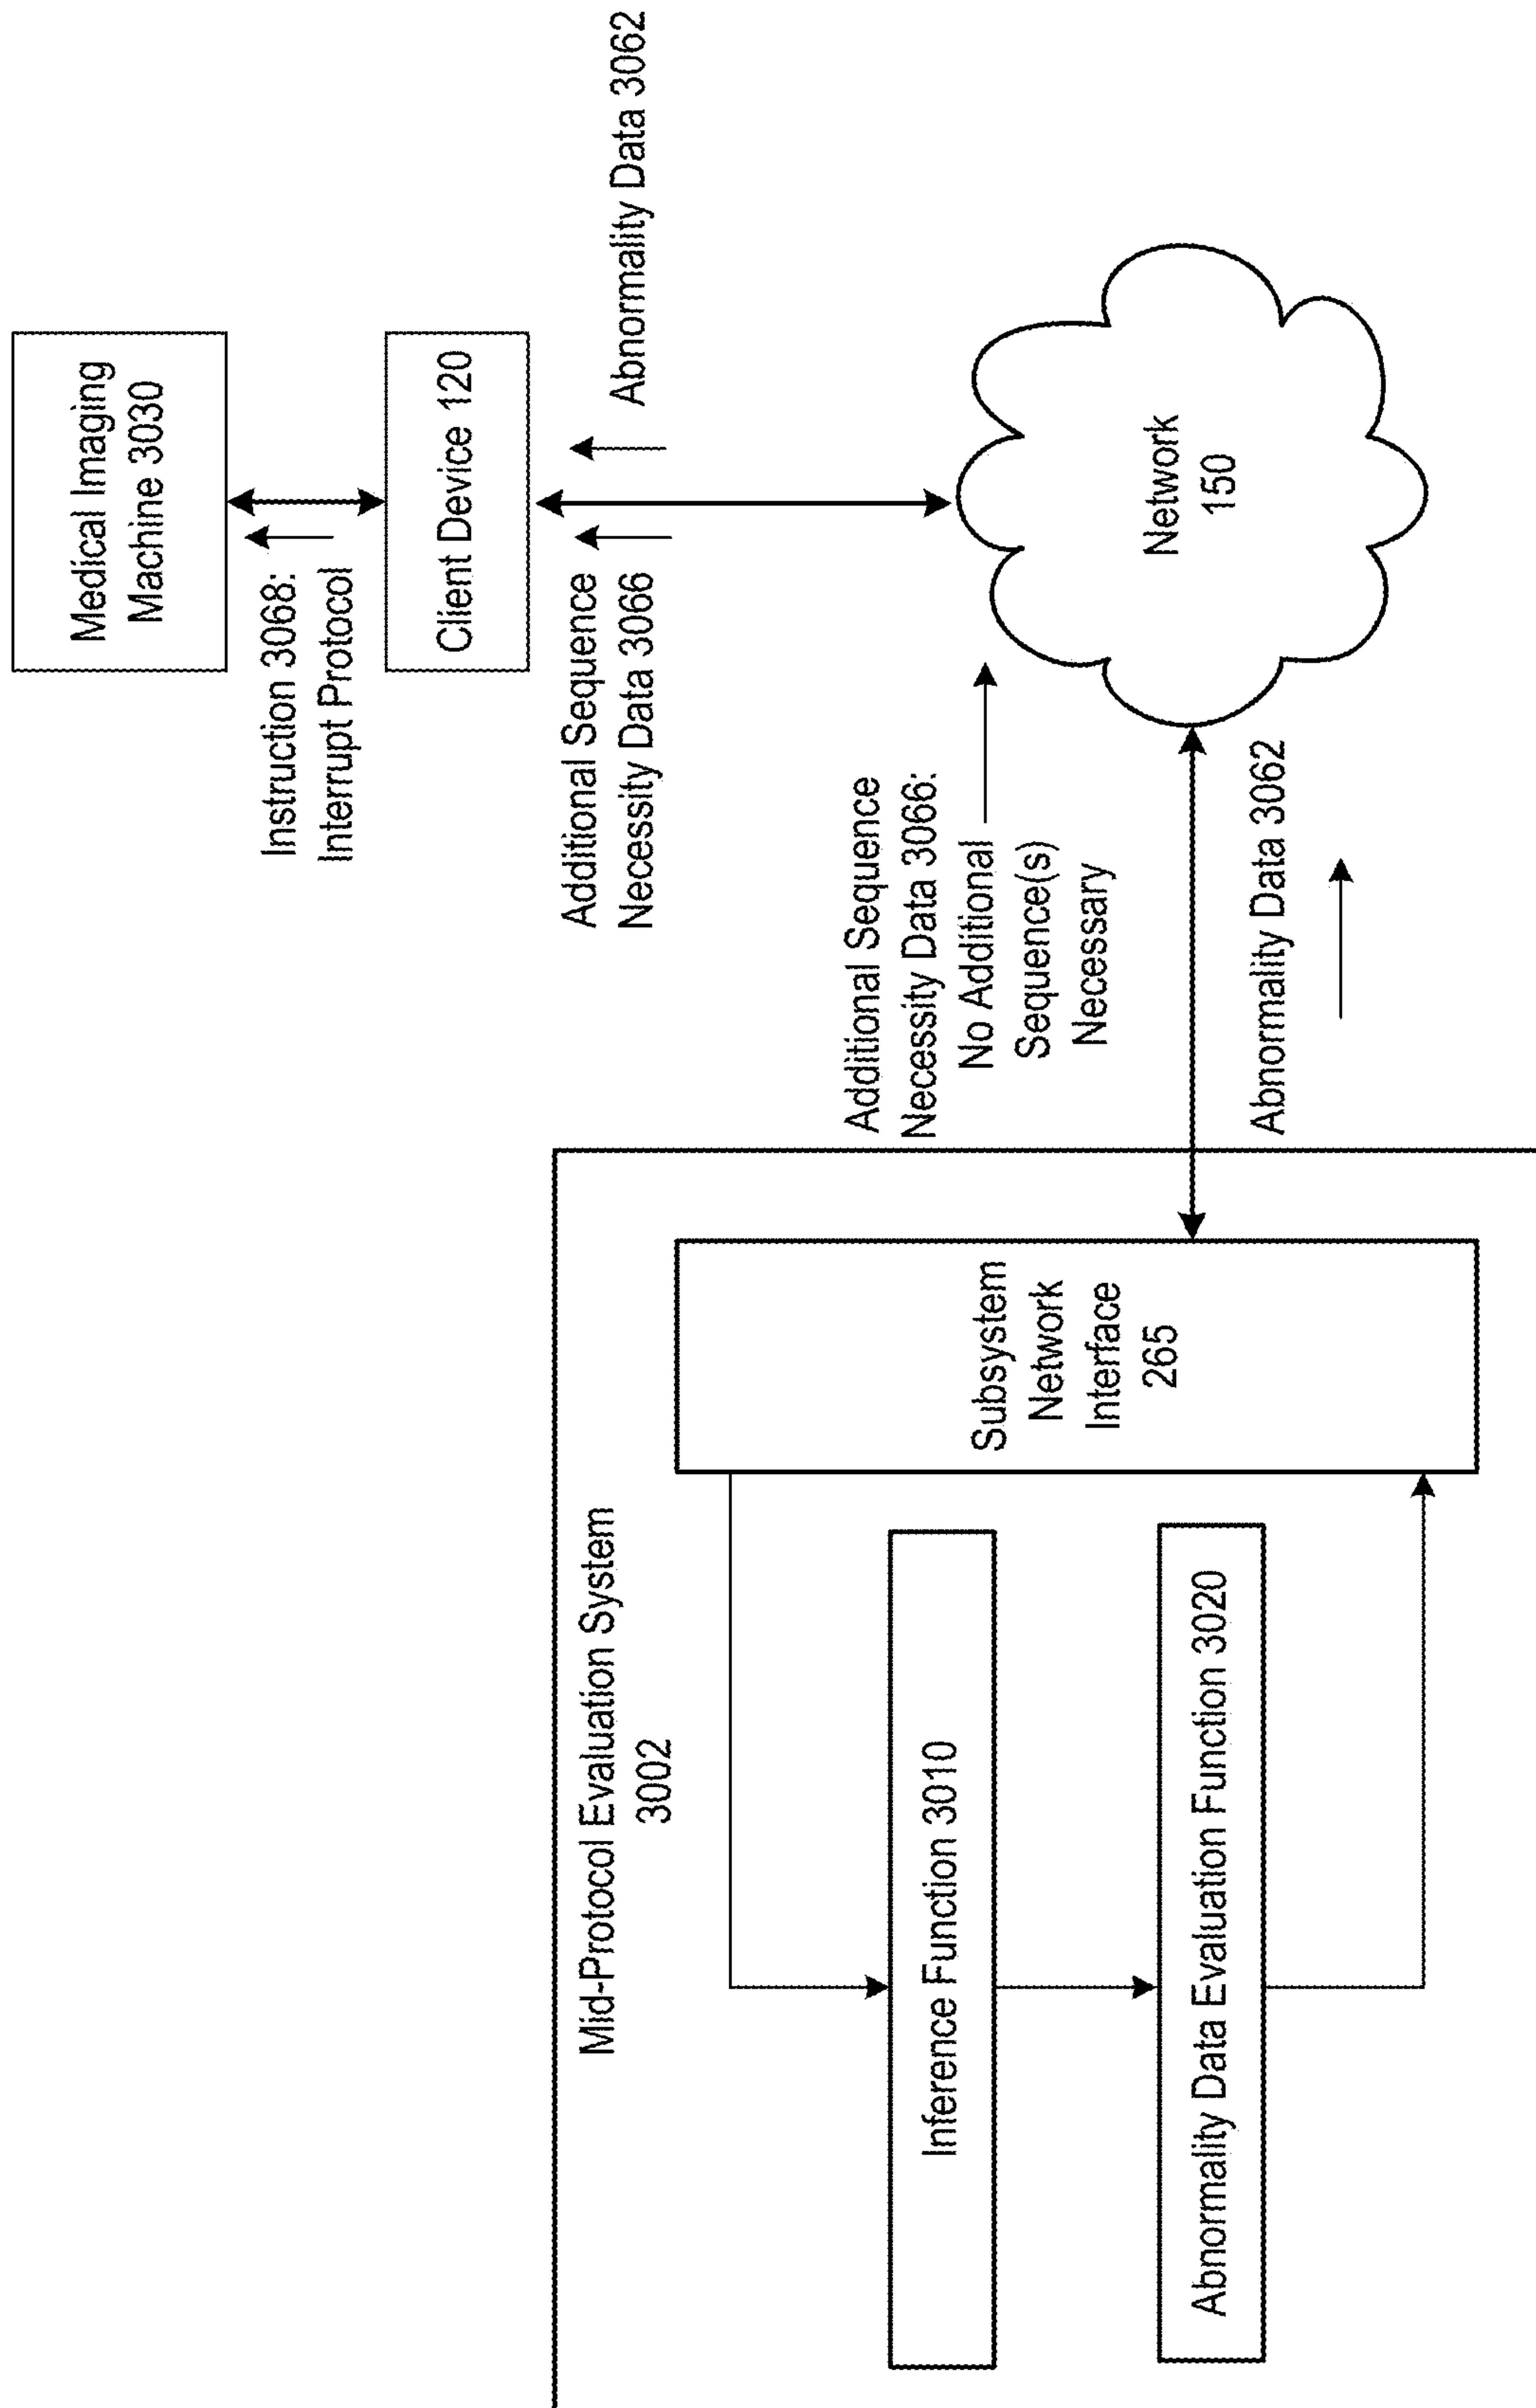 Medical Imaging
Machine 3030
Instruction 3068:
Interrupt Protocol
Client Device 120
Additional Sequence
Necessity Data 3066
Abnormality Data 3062
Network
150
Additional Sequence
Necessity Data 3066:
No Additional
Sequence(s)
Necessary
Abnormality Data 3062
Mid-Protocol Evaluation System
3002
Subsystem
Network
Interface
265
Inference Function 3010
Abnormality Data Evaluation Function 3020